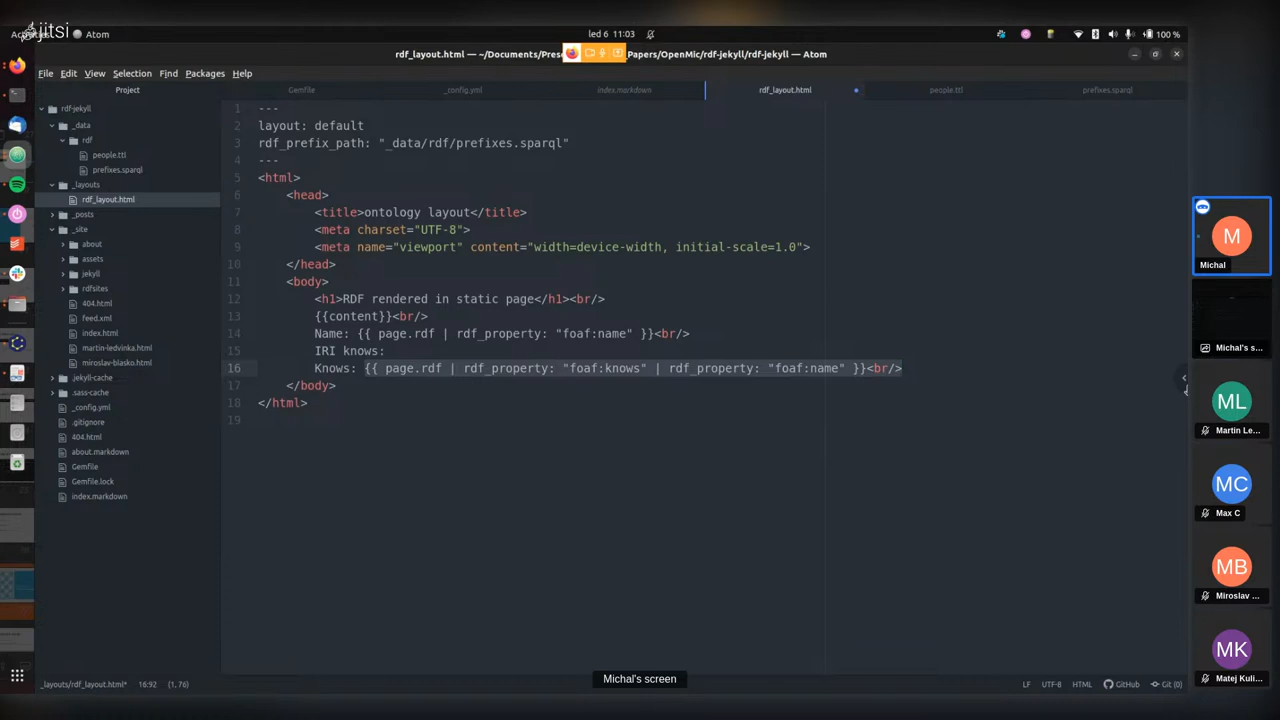 jitsi
Atom
led 6 11:03
100 %
rdf_layout.html — ~/Documents/Prese
Papers/OpenMic/rdf-jekyll/rdf-jekyll — Atom
File Edit View Selection Find Packages Help
Project
Gemfile
_config.yml
index.markdown
rdf_layout.html
people.ttl
prefixes.sparql
rdf-jekyll
_data
rdf
people.ttl
prefixes.sparql
_layouts
rdf_layout.html
_posts
_site
about
assets
jekyll
rdfsites
404.html
feed.xml
index.html
martin-ledvinka.html
miroslav-blasko.html
.jekyll-cache
.sass-cache
_config.yml
.gitignore
404.html
about.markdown
Gemfile
Gemfile.lock
index.markdown
1 ---
2 layout: default
3 rdf_prefix_path: "_data/rdf/prefixes.sparql"
4 ---
5 <html>
6 <head>
7 <title>ontology layout</title>
8 <meta charset="UTF-8">
9 <meta name="viewport" content="width=device-width, initial-scale=1.0">
10 </head>
11 <body>
12 <h1>RDF rendered in static page</h1><br/>
13 {{content}}<br/>
14 Name: {{ page.rdf | rdf_property: "foaf:name" }}<br/>
15 IRI knows:
16 Knows: {{ page.rdf | rdf_property: "foaf:knows" | rdf_property: "foaf:name" }}<br/>
17 </body>
18 </html>
19
M
Michal
Michal's s...
ML
Martin Le...
MC
Max C
MB
Miroslav ...
MK
Matej Kuli...
Michal's screen
_layouts/rdf_layout.html* 16:92 (1, 76)
LF UTF-8 HTML GitHub Git (0)